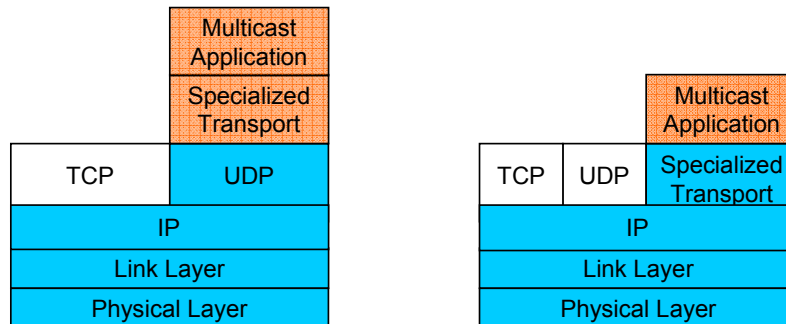 Multicast
Application
Specialized
Transport
TCP
UDP
IP
Link Layer
Physical Layer
Multicast
Application
TCP
UDP
Specialized
Transport
IP
Link Layer
Physical Layer